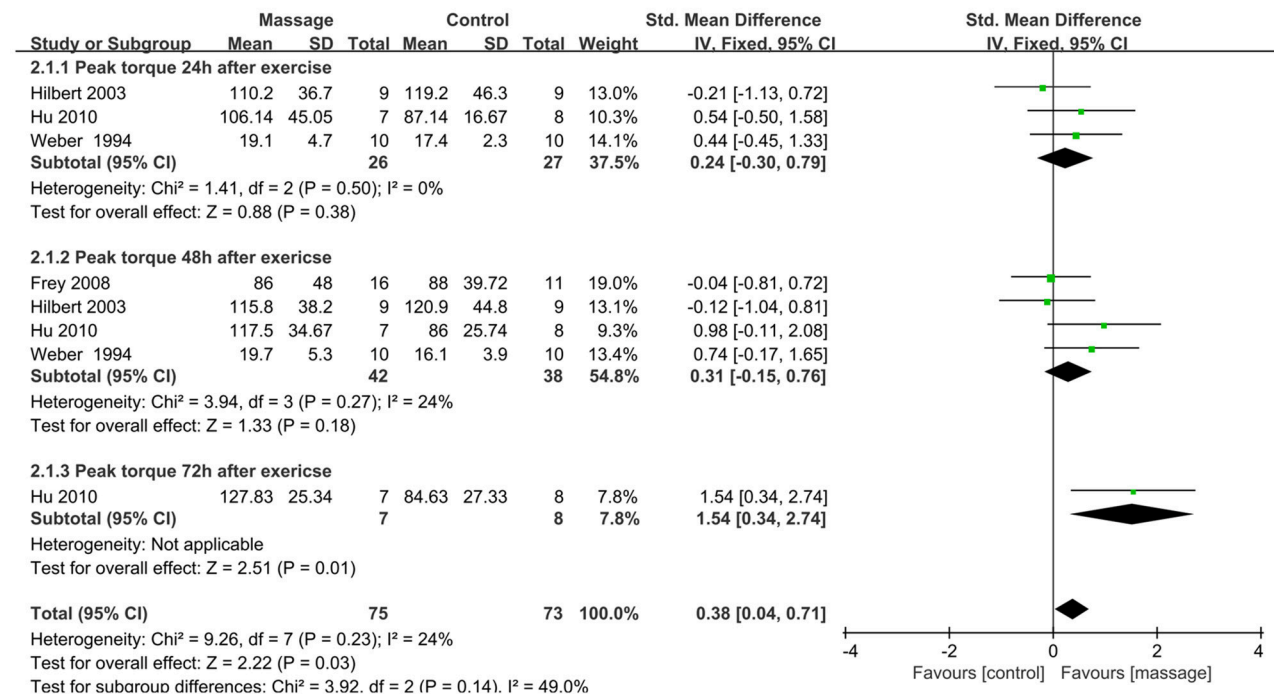 Massage Control Std. Mean Difference Std. Mean Difference
Study or Subgroup Mean SD Total Mean SD Total Weight IV, Fixed, 95% CI IV, Fixed, 95% CI
2.1.1 Peak torque 24h after exercise
Hilbert 2003 110.2 36.7 9 119.2 46.3 9 13.0% -0.21 [-1.13, 0.72]
Hu 2010 106.14 45.05 7 87.14 16.67 8 10.3% 0.54 [-0.50, 1.58]
Weber 1994 19.1 4.7 10 17.4 2.3 10 14.1% 0.44 [-0.45, 1.33]
Subtotal (95% CI) 26 27 37.5% 0.24 [-0.30, 0.79]
Heterogeneity: Chi² = 1.41, df = 2 (P = 0.50); I² = 0%
Test for overall effect: Z = 0.88 (P = 0.38)
2.1.2 Peak torque 48h after exericse
Frey 2008 86 48 16 88 39.72 11 19.0% -0.04 [-0.81, 0.72]
Hilbert 2003 115.8 38.2 9 120.9 44.8 9 13.1% -0.12 [-1.04, 0.81]
Hu 2010 117.5 34.67 7 86 25.74 8 9.3% 0.98 [-0.11, 2.08]
Weber 1994 19.7 5.3 10 16.1 3.9 10 13.4% 0.74 [-0.17, 1.65]
Subtotal (95% CI) 42 38 54.8% 0.31 [-0.15, 0.76]
Heterogeneity: Chi² = 3.94, df = 3 (P = 0.27); I² = 24%
Test for overall effect: Z = 1.33 (P = 0.18)
2.1.3 Peak torque 72h after exericse
Hu 2010 127.83 25.34 7 84.63 27.33 8 7.8% 1.54 [0.34, 2.74]
Subtotal (95% CI) 7 8 7.8% 1.54 [0.34, 2.74]
Heterogeneity: Not applicable
Test for overall effect: Z = 2.51 (P = 0.01)
Total (95% CI) 75 73 100.0% 0.38 [0.04, 0.71]
Heterogeneity: Chi² = 9.26, df = 7 (P = 0.23); I² = 24%
Test for overall effect: Z = 2.22 (P = 0.03)
Test for subgroup differences: Chi² = 3.92, df = 2 (P = 0.14), I² = 49.0%
-4 -2 0 2 4
Favours [control] Favours [massage]